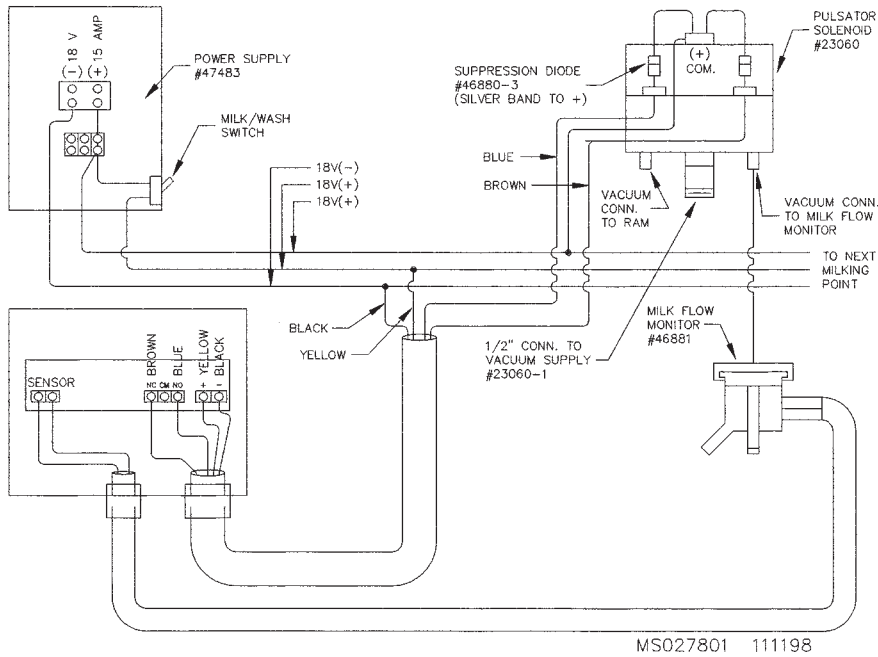 18 V
15 AMP
(-)
(+)
POWER SUPPLY
#47483
MILK/WASH
SWITCH
18V(-)
18V(+)
18V(+)
SUPPRESSION DIODE
#46880-3
(SILVER BAND TO +)
(+)
COM.
PULSATOR
SOLENOID
#23060
BLUE
BROWN
VACUUM
CONN.
TO RAM
VACUUM CONN.
TO MILK FLOW
MONITOR
TO NEXT
MILKING
POINT
BLACK
YELLOW
1/2" CONN. TO
VACUUM SUPPLY
#23060-1
MILK FLOW
MONITOR
#46881
SENSOR
BROWN
BLUE
YELLOW
BLACK
NC CM NO + -
MS027801 111198